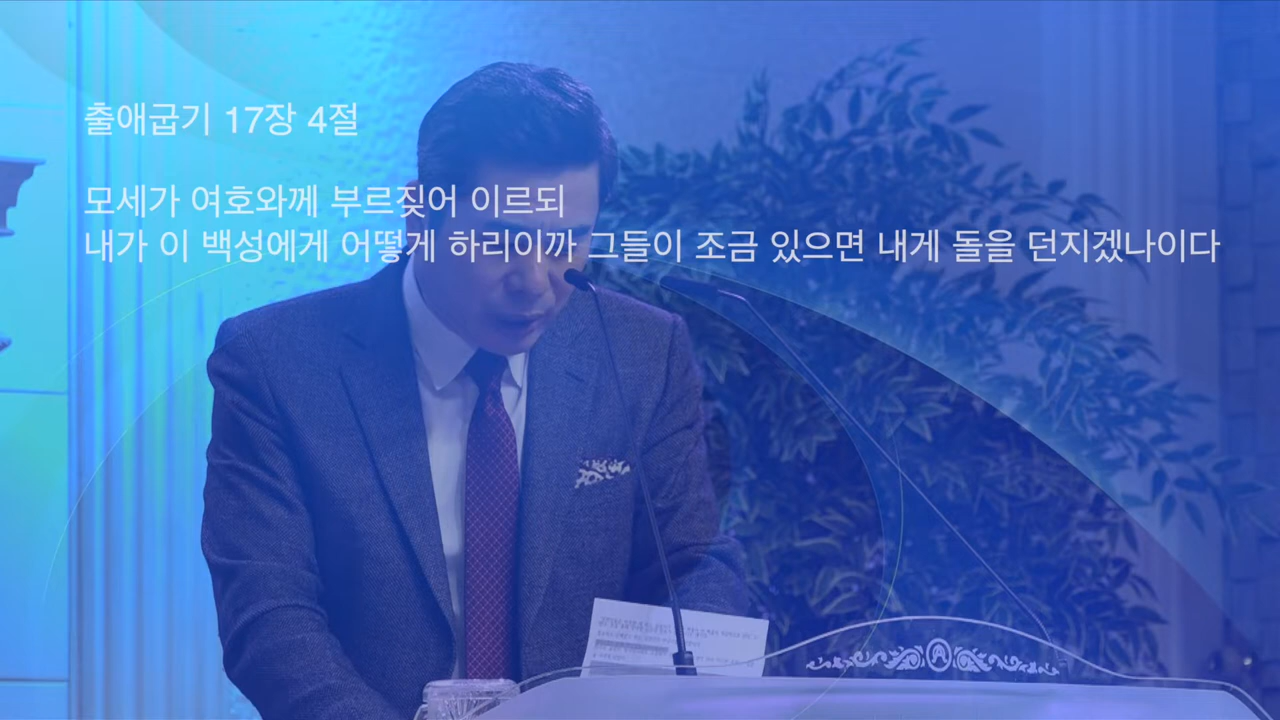 출애굽기 17장 4절
모세가 여호와께 부르짖어 이르되
내가 이 백성에게 어떻게 하리이까 그들이 조금 있으면 내게 돌을 던지겠나이다